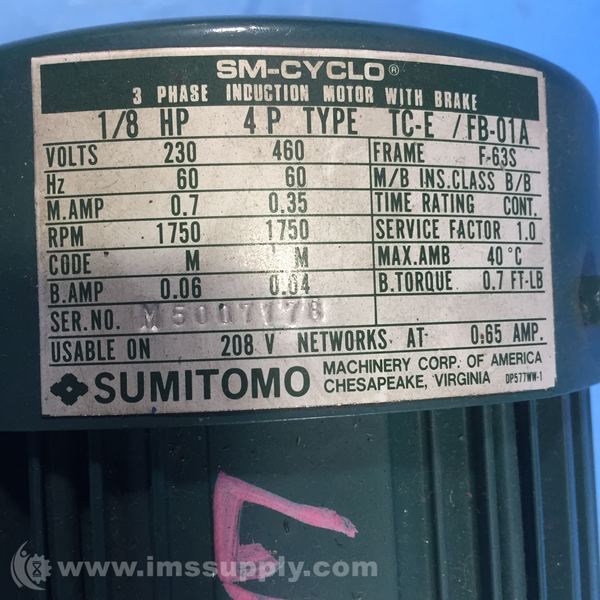 SM-CYCLO®
3 PHASE INDUCTION MOTOR WITH BRAKE
1/8 HP 4 P TYPE TC-E / FB-01A
VOLTS 230 460 FRAME F-63S
Hz 60 60 M/B INS.CLASS B/B
M.AMP 0.7 0.35 TIME RATING CONT.
RPM 1750 1750 SERVICE FACTOR 1.0
CODE M M MAX.AMB 40 °C
B.AMP 0.06 0.04 B.TORQUE 0.7 FT-LB
SER.NO.
USABLE ON 208 V NETWORKS AT 0.65 AMP.
SUMITOMO MACHINERY CORP. OF AMERICA
CHESAPEAKE, VIRGINIA DP577WW-1
www.imssupply.com